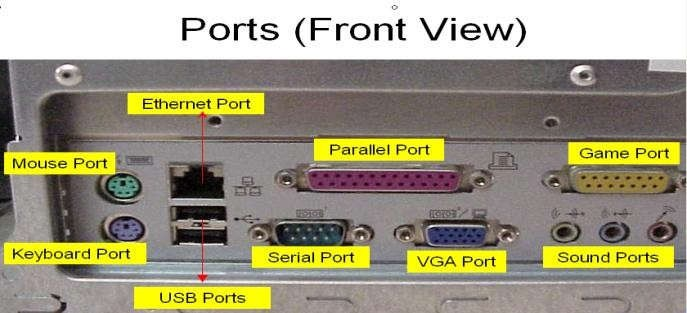 Ports (Front View)
Ethernet Port
Parallel Port
Game Port
Mouse Port
Keyboard Port
Serial Port
VGA Port
Sound Ports
USB Ports